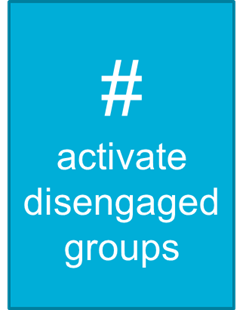 #
activate
disengaged
groups